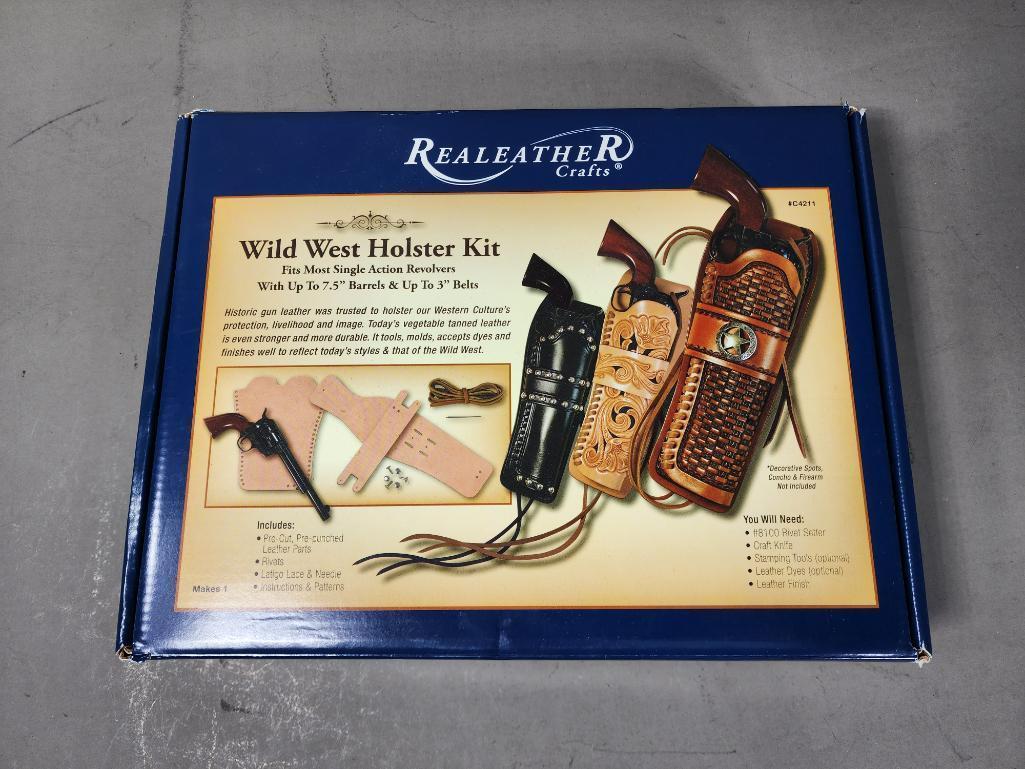 REALEATHER
Crafts®
#C4211
Wild West Holster Kit
Fits Most Single Action Revolvers
With Up To 7.5” Barrels & Up To 3” Belts
Historic gun leather was trusted to holster our Western Culture's
protection, livelihood and image. Today's vegetable tanned leather
is even stronger and more durable. It tools, molds, accepts dyes and
finishes well to reflect today's styles & that of the Wild West.
*Decorative Spots,
Concho & Firearm
Not Included
Includes:
• Pre-Cut, Pre-punched
Leather Parts
• Rivets
• Latigo Lace & Needle
• Instructions & Patterns
Makes 1
You Will Need:
• #8100 Rivet Setter
• Craft Knife
• Stamping Tools (optional)
• Leather Dyes (optional)
• Leather Finish